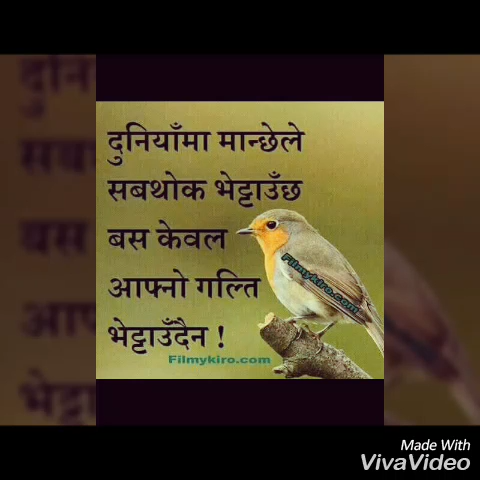 दुनियाँमा मान्छेले
सबथोक भेट्टाउँछ
बस केवल
आफ्नो गल्ति
भेट्टाउँदैन !
Filmykiro.com
Filmykiro.com
Made With
VivaVideo